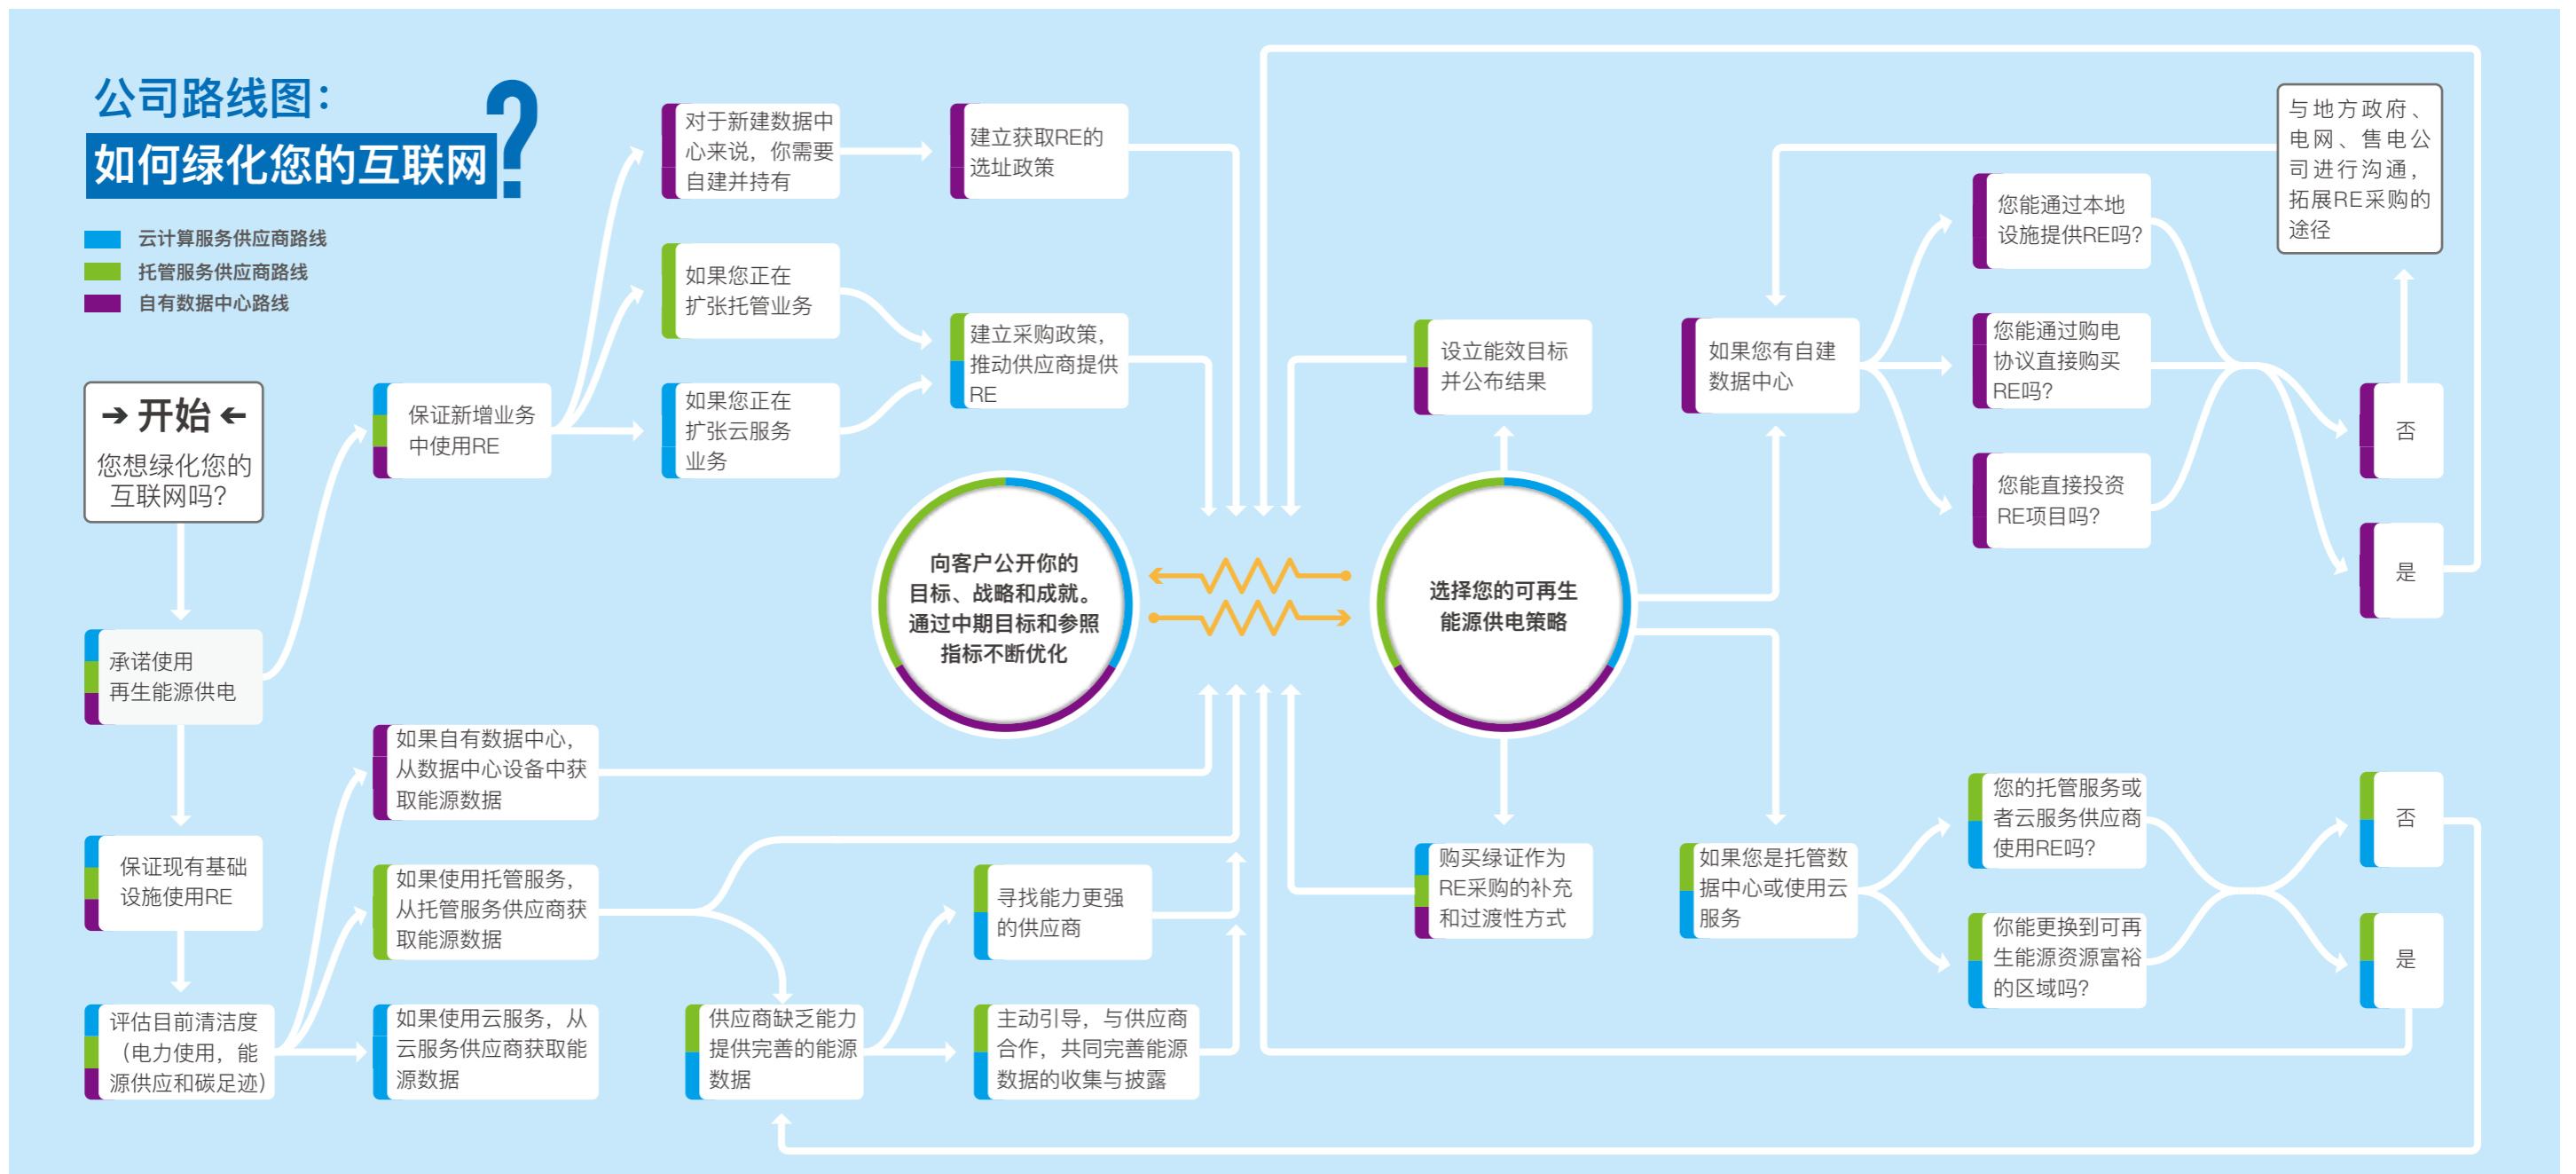 公司路线图：
如何绿化您的互联网
?
云计算服务供应商路线
托管服务供应商路线
自有数据中心路线
开始
您想绿化您的
互联网吗？
承诺使用
再生能源供电
保证现有基础
设施使用RE
评估目前清洁度
（电力使用，能
源供应和碳足迹）
保证新增业务
中使用RE
对于新建数据中
心来说，你需要
自建并持有
建立获取RE的
选址政策
如果您正在
扩张托管业务
如果您正在
扩张云服务
业务
建立采购政策，
推动供应商提供
RE
如果自有数据中心，
从数据中心设备中获
取能源数据
如果使用托管服务，
从托管服务供应商获
取能源数据
如果使用云服务，从
云服务供应商获取能
源数据
供应商缺乏能力
提供完善的能源
数据
寻找能力更强
的供应商
主动引导，与供应商
合作，共同完善能源
数据的收集与披露
向客户公开你的
目标、战略和成就。
通过中期目标和参照
指标不断优化
选择您的可再生
能源供电策略
设立能效目标
并公布结果
购买绿证作为
RE采购的补充
和过渡性方式
如果您有自建
数据中心
您能通过本地
设施提供RE吗？
您能通过购电
协议直接购买
RE吗？
您能直接投资
RE项目吗？
与地方政府、
电网、售电公
司进行沟通，
拓展RE采购的
途径
否
是
如果您是托管数
据中心或使用云
服务
您的托管服务或
者云服务供应商
使用RE吗？
你能更换到可再
生能源资源富裕
的区域吗？
否
是